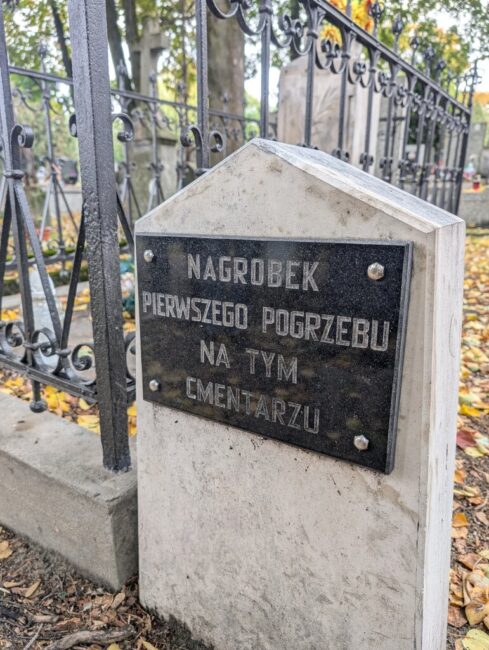 NAGROBEK
PIERWSZEGO POGRZEBU
NA TYM
CMENTARZU